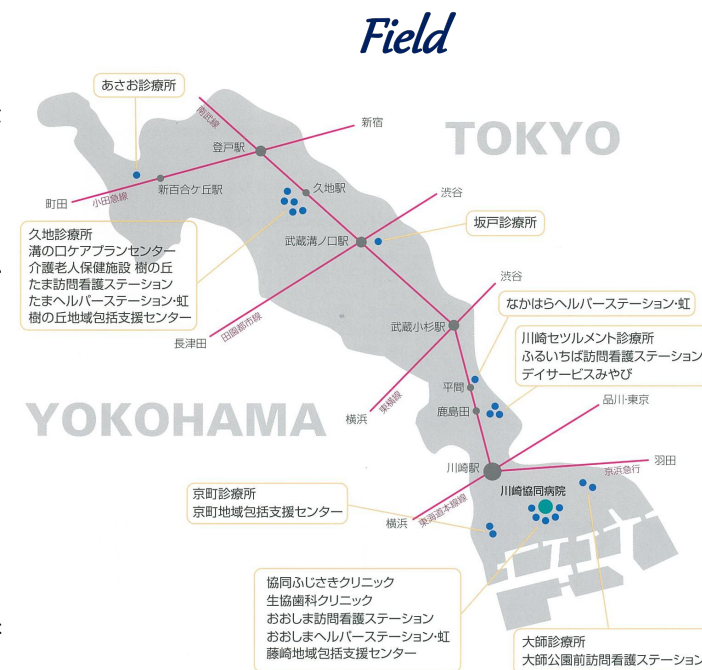 Field
あさお診療所
南武線
新宿
TOKYO
登戸駅
新百合ケ丘駅
小田急線
町田
久地駅
渋谷
坂戸診療所
久地診療所
溝の口ケアプランセンター
介護老人保健施設 樹の丘
たま訪問看護ステーション
たまヘルパーステーション・虹
樹の丘地域包括支援センター
武蔵溝ノ口駅
長津田
田園都市線
渋谷
なかはらヘルパーステーション・虹
武蔵小杉駅
川崎セツルメント診療所
ふるいちば訪問看護ステーション
デイサービスみやび
平間
鹿島田
横浜
東横線
YOKOHAMA
品川・東京
川崎駅
羽田
京浜急行
川崎協同病院
京町診療所
京町地域包括支援センター
横浜
東海道本線線
協同ふじさきクリニック
生協歯科クリニック
おおしま訪問看護ステーション
おおしまヘルパーステーション・虹
藤崎地域包括支援センター
大師診療所
大師公園前訪問看護ステーション